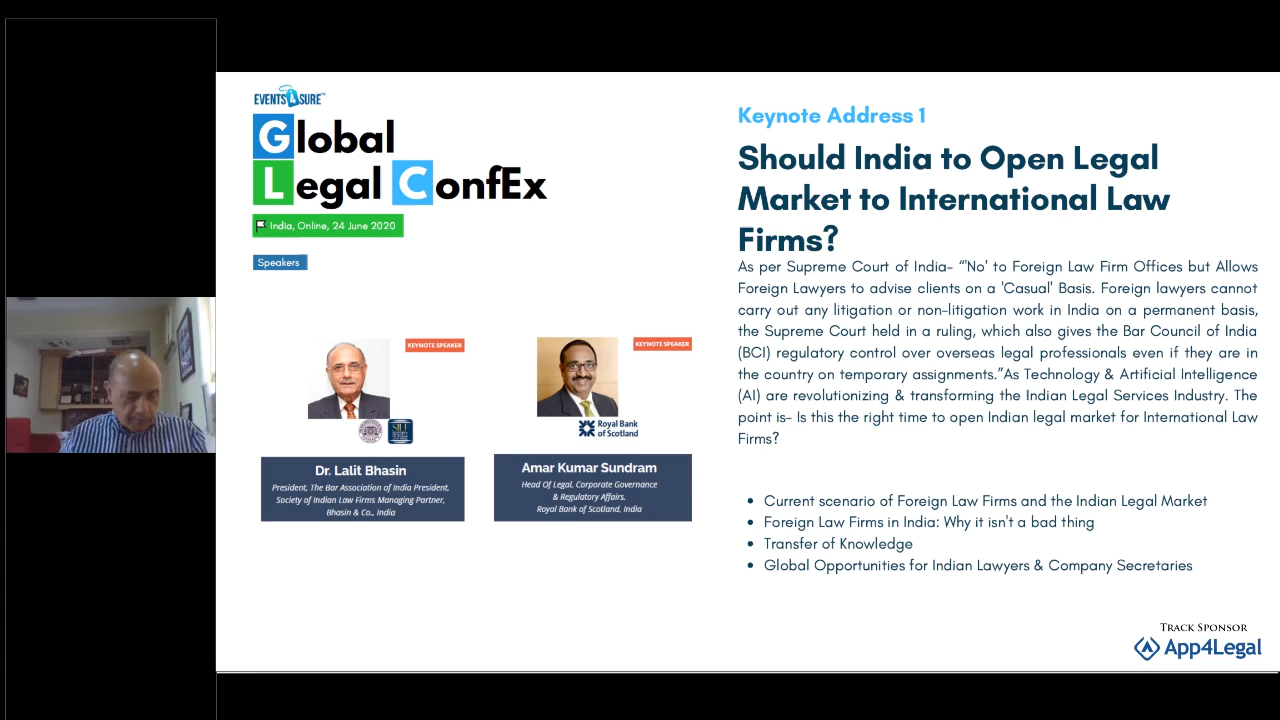 EVENTS 4 SURE™
Global
Legal ConfEx
India, Online, 24 June 2020
Speakers
KEYNOTE SPEAKER
Dr. Lalit Bhasin
President, The Bar Association of India President,
Society of Indian Law Firms Managing Partner,
Bhasin & Co., India
KEYNOTE SPEAKER
Royal Bank
of Scotland
Amar Kumar Sundram
Head Of Legal, Corporate Governance
& Regulatory Affairs,
Royal Bank of Scotland, India
Keynote Address 1
Should India to Open Legal
Market to International Law
Firms?
As per Supreme Court of India- “'No' to Foreign Law Firm Offices but Allows
Foreign Lawyers to advise clients on a 'Casual' Basis. Foreign lawyers cannot
carry out any litigation or non-litigation work in India on a permanent basis,
the Supreme Court held in a ruling, which also gives the Bar Council of India
(BCI) regulatory control over overseas legal professionals even if they are in
the country on temporary assignments.”As Technology & Artificial Intelligence
(AI) are revolutionizing & transforming the Indian Legal Services Industry. The
point is- Is this the right time to open Indian legal market for International Law
Firms?
• Current scenario of Foreign Law Firms and the Indian Legal Market
• Foreign Law Firms in India: Why it isn't a bad thing
• Transfer of Knowledge
• Global Opportunities for Indian Lawyers & Company Secretaries
TRACK SPONSOR
App4Legal